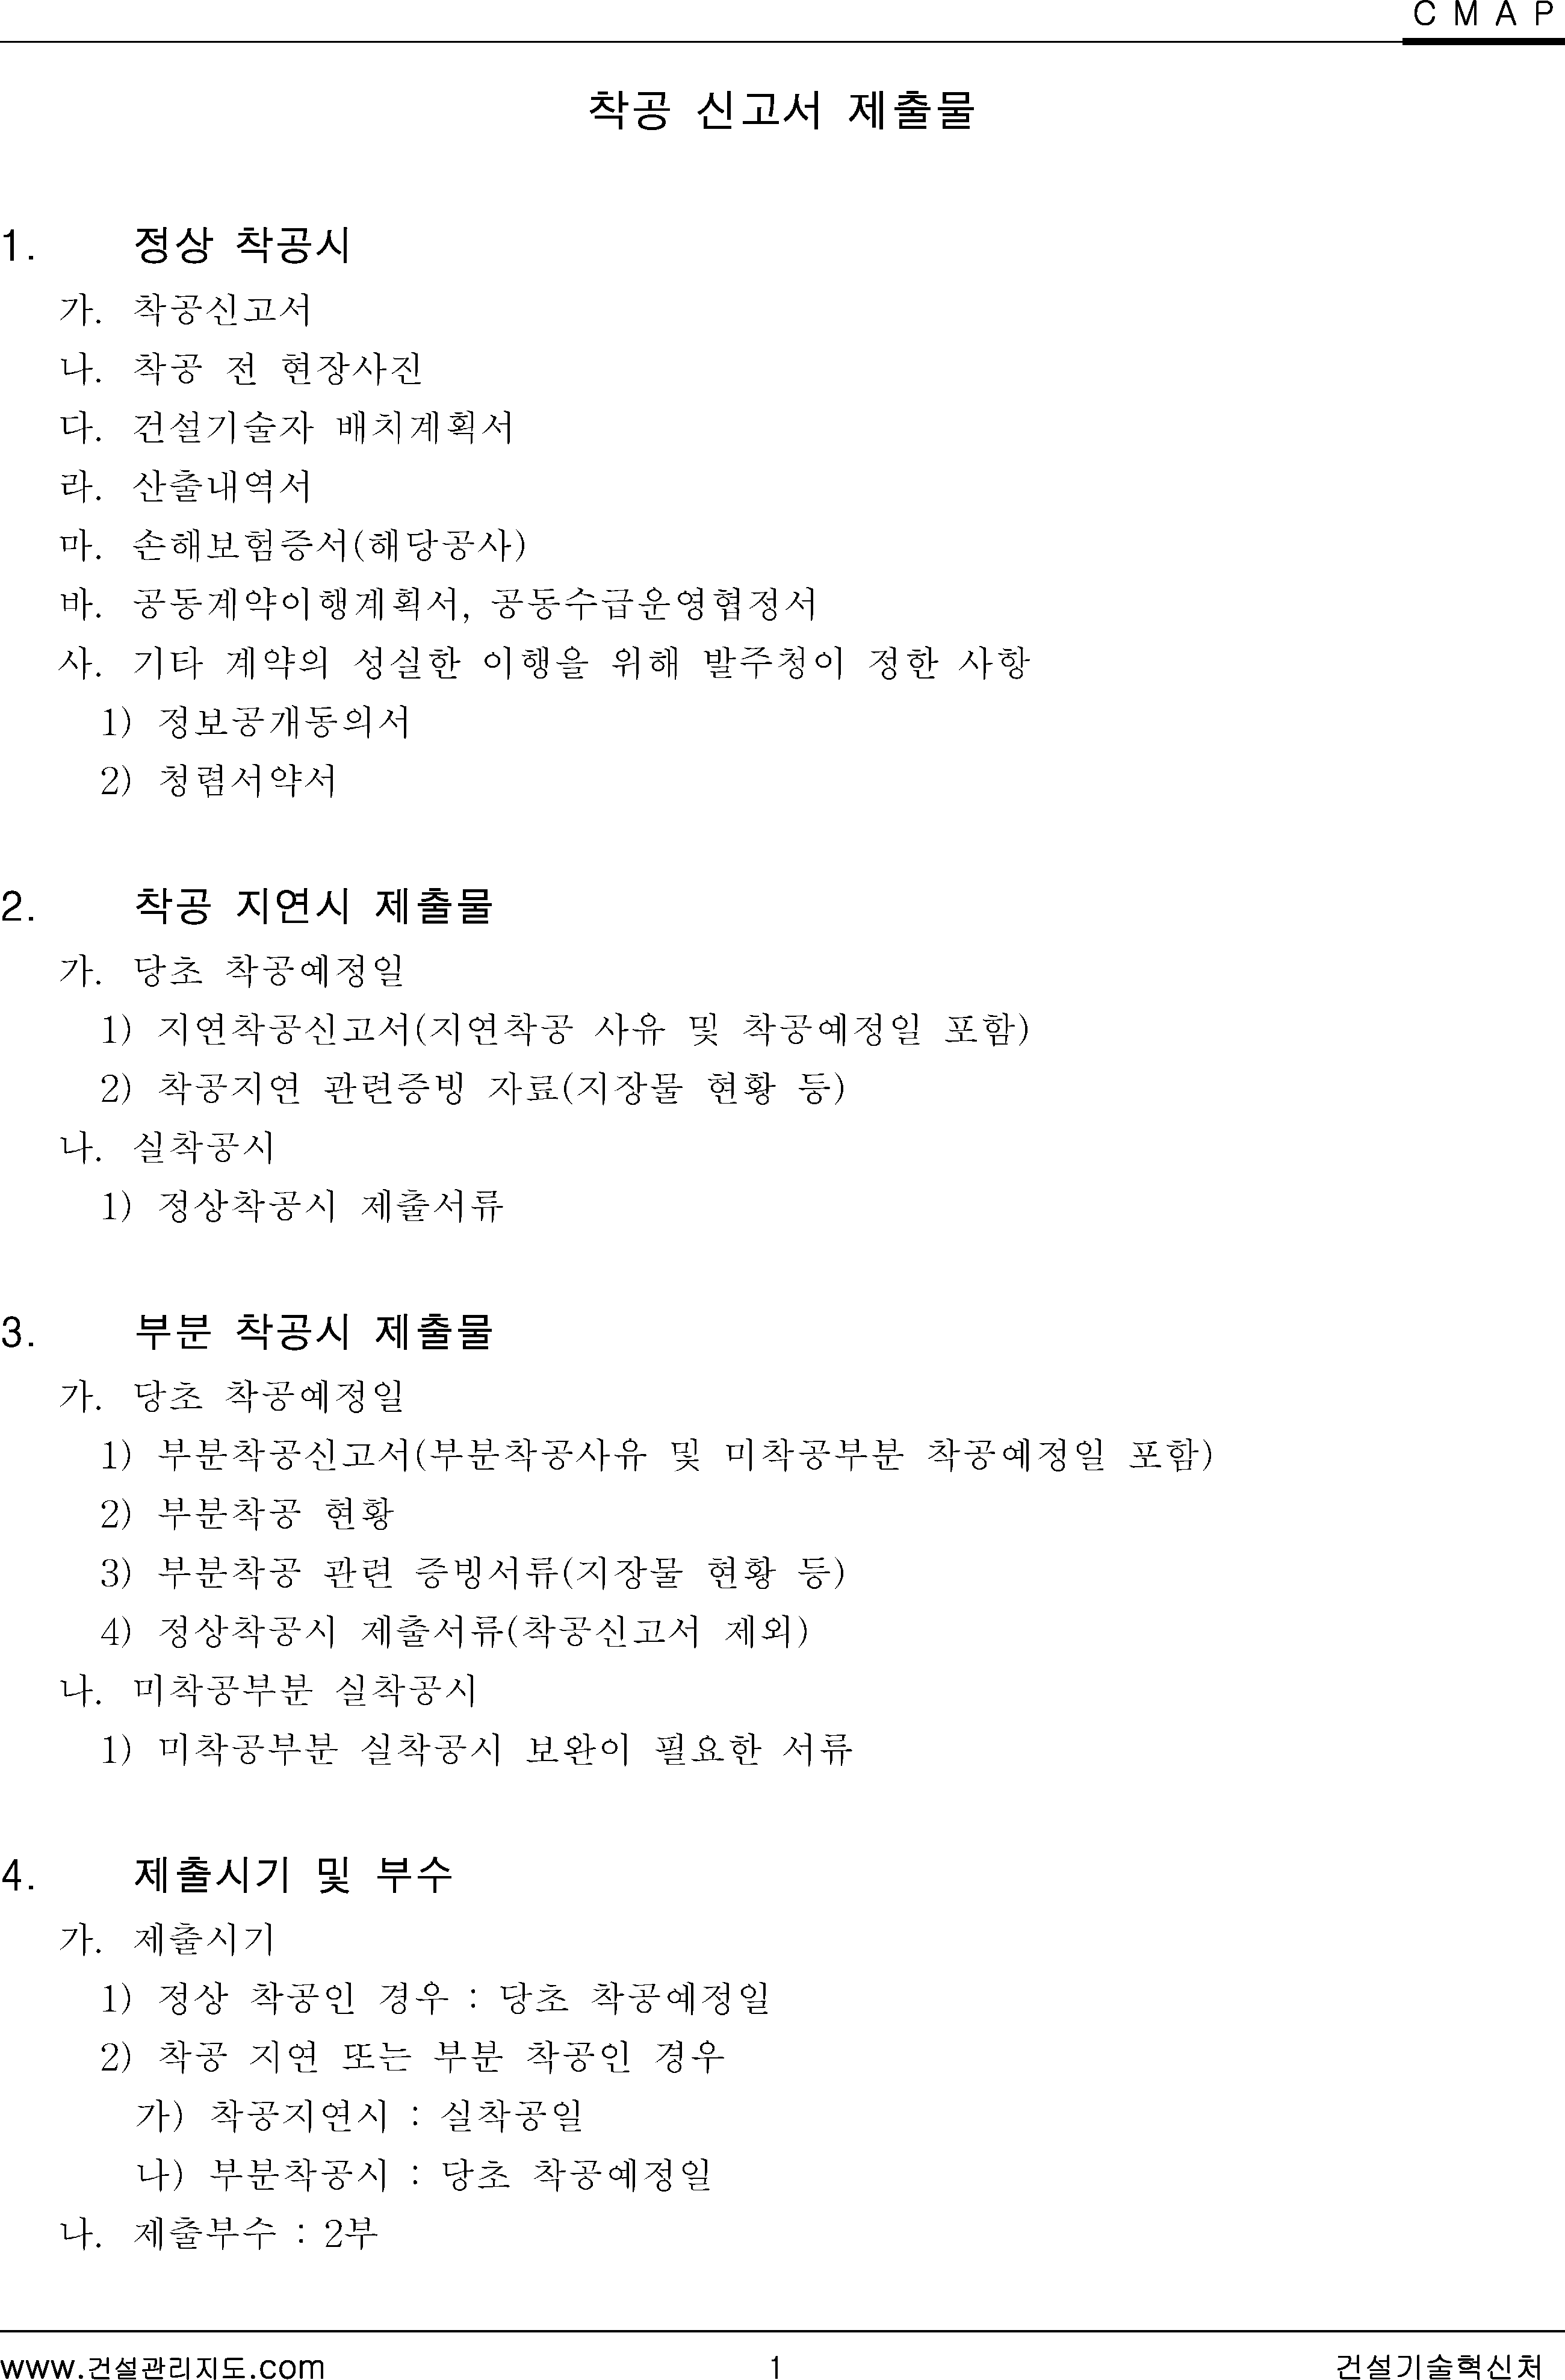 C M A P
착공 신고서 제출물
1. 정상 착공시
가. 착공신고서
나. 착공 전 현장사진
다. 건설기술자 배치계획서
라. 산출내역서
마. 손해보험증서(해당공사)
바. 공동계약이행계획서, 공동수급운영협정서
사. 기타 계약의 성실한 이행을 위해 발주청이 정한 사항
1) 정보공개동의서
2) 청렴서약서
2. 착공 지연시 제출물
가. 당초 착공예정일
1) 지연착공신고서(지연착공 사유 및 착공예정일 포함)
2) 착공지연 관련증빙 자료(지장물 현황 등)
나. 실착공시
1) 정상착공시 제출서류
3. 부분 착공시 제출물
가. 당초 착공예정일
1) 부분착공신고서(부분착공사유 및 미착공부분 착공예정일 포함)
2) 부분착공 현황
3) 부분착공 관련 증빙서류(지장물 현황 등)
4) 정상착공시 제출서류(착공신고서 제외)
나. 미착공부분 실착공시
1) 미착공부분 실착공시 보완이 필요한 서류
4. 제출시기 및 부수
가. 제출시기
1) 정상 착공인 경우 : 당초 착공예정일
2) 착공 지연 또는 부분 착공인 경우
가) 착공지연시 : 실착공일
나) 부분착공시 : 당초 착공예정일
나. 제출부수 : 2부
www.건설관리지도.com 1 건설기술혁신처